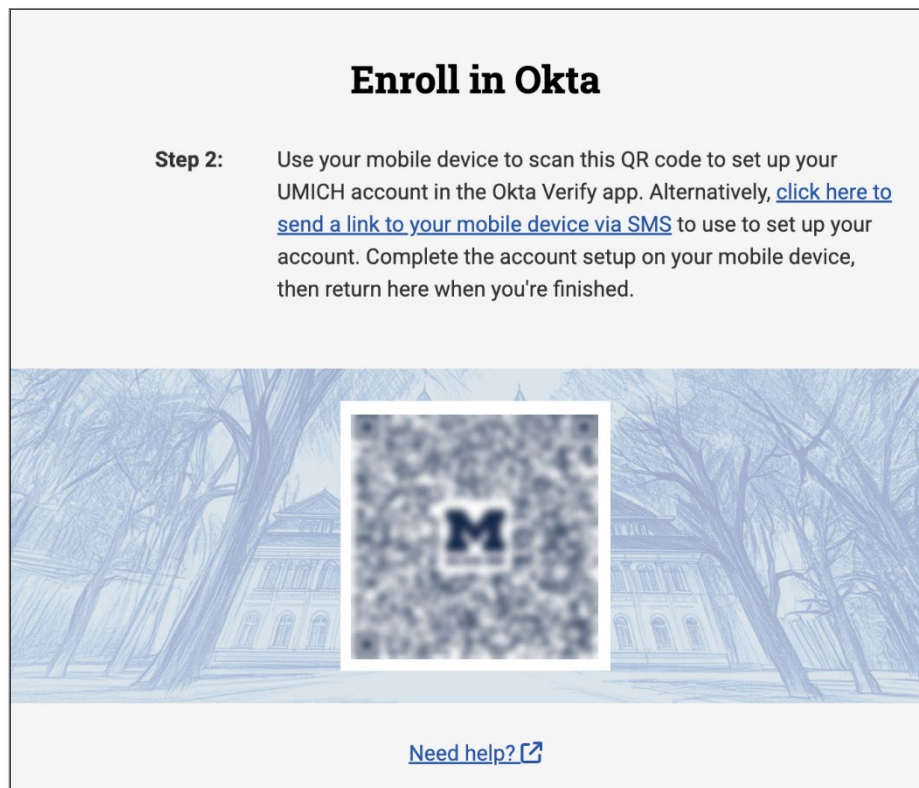 Enroll in Okta
Step 2: Use your mobile device to scan this QR code to set up your
UMICH account in the Okta Verify app. Alternatively, click here to
send a link to your mobile device via SMS to use to set up your
account. Complete the account setup on your mobile device,
then return here when you're finished.
M
Need help?